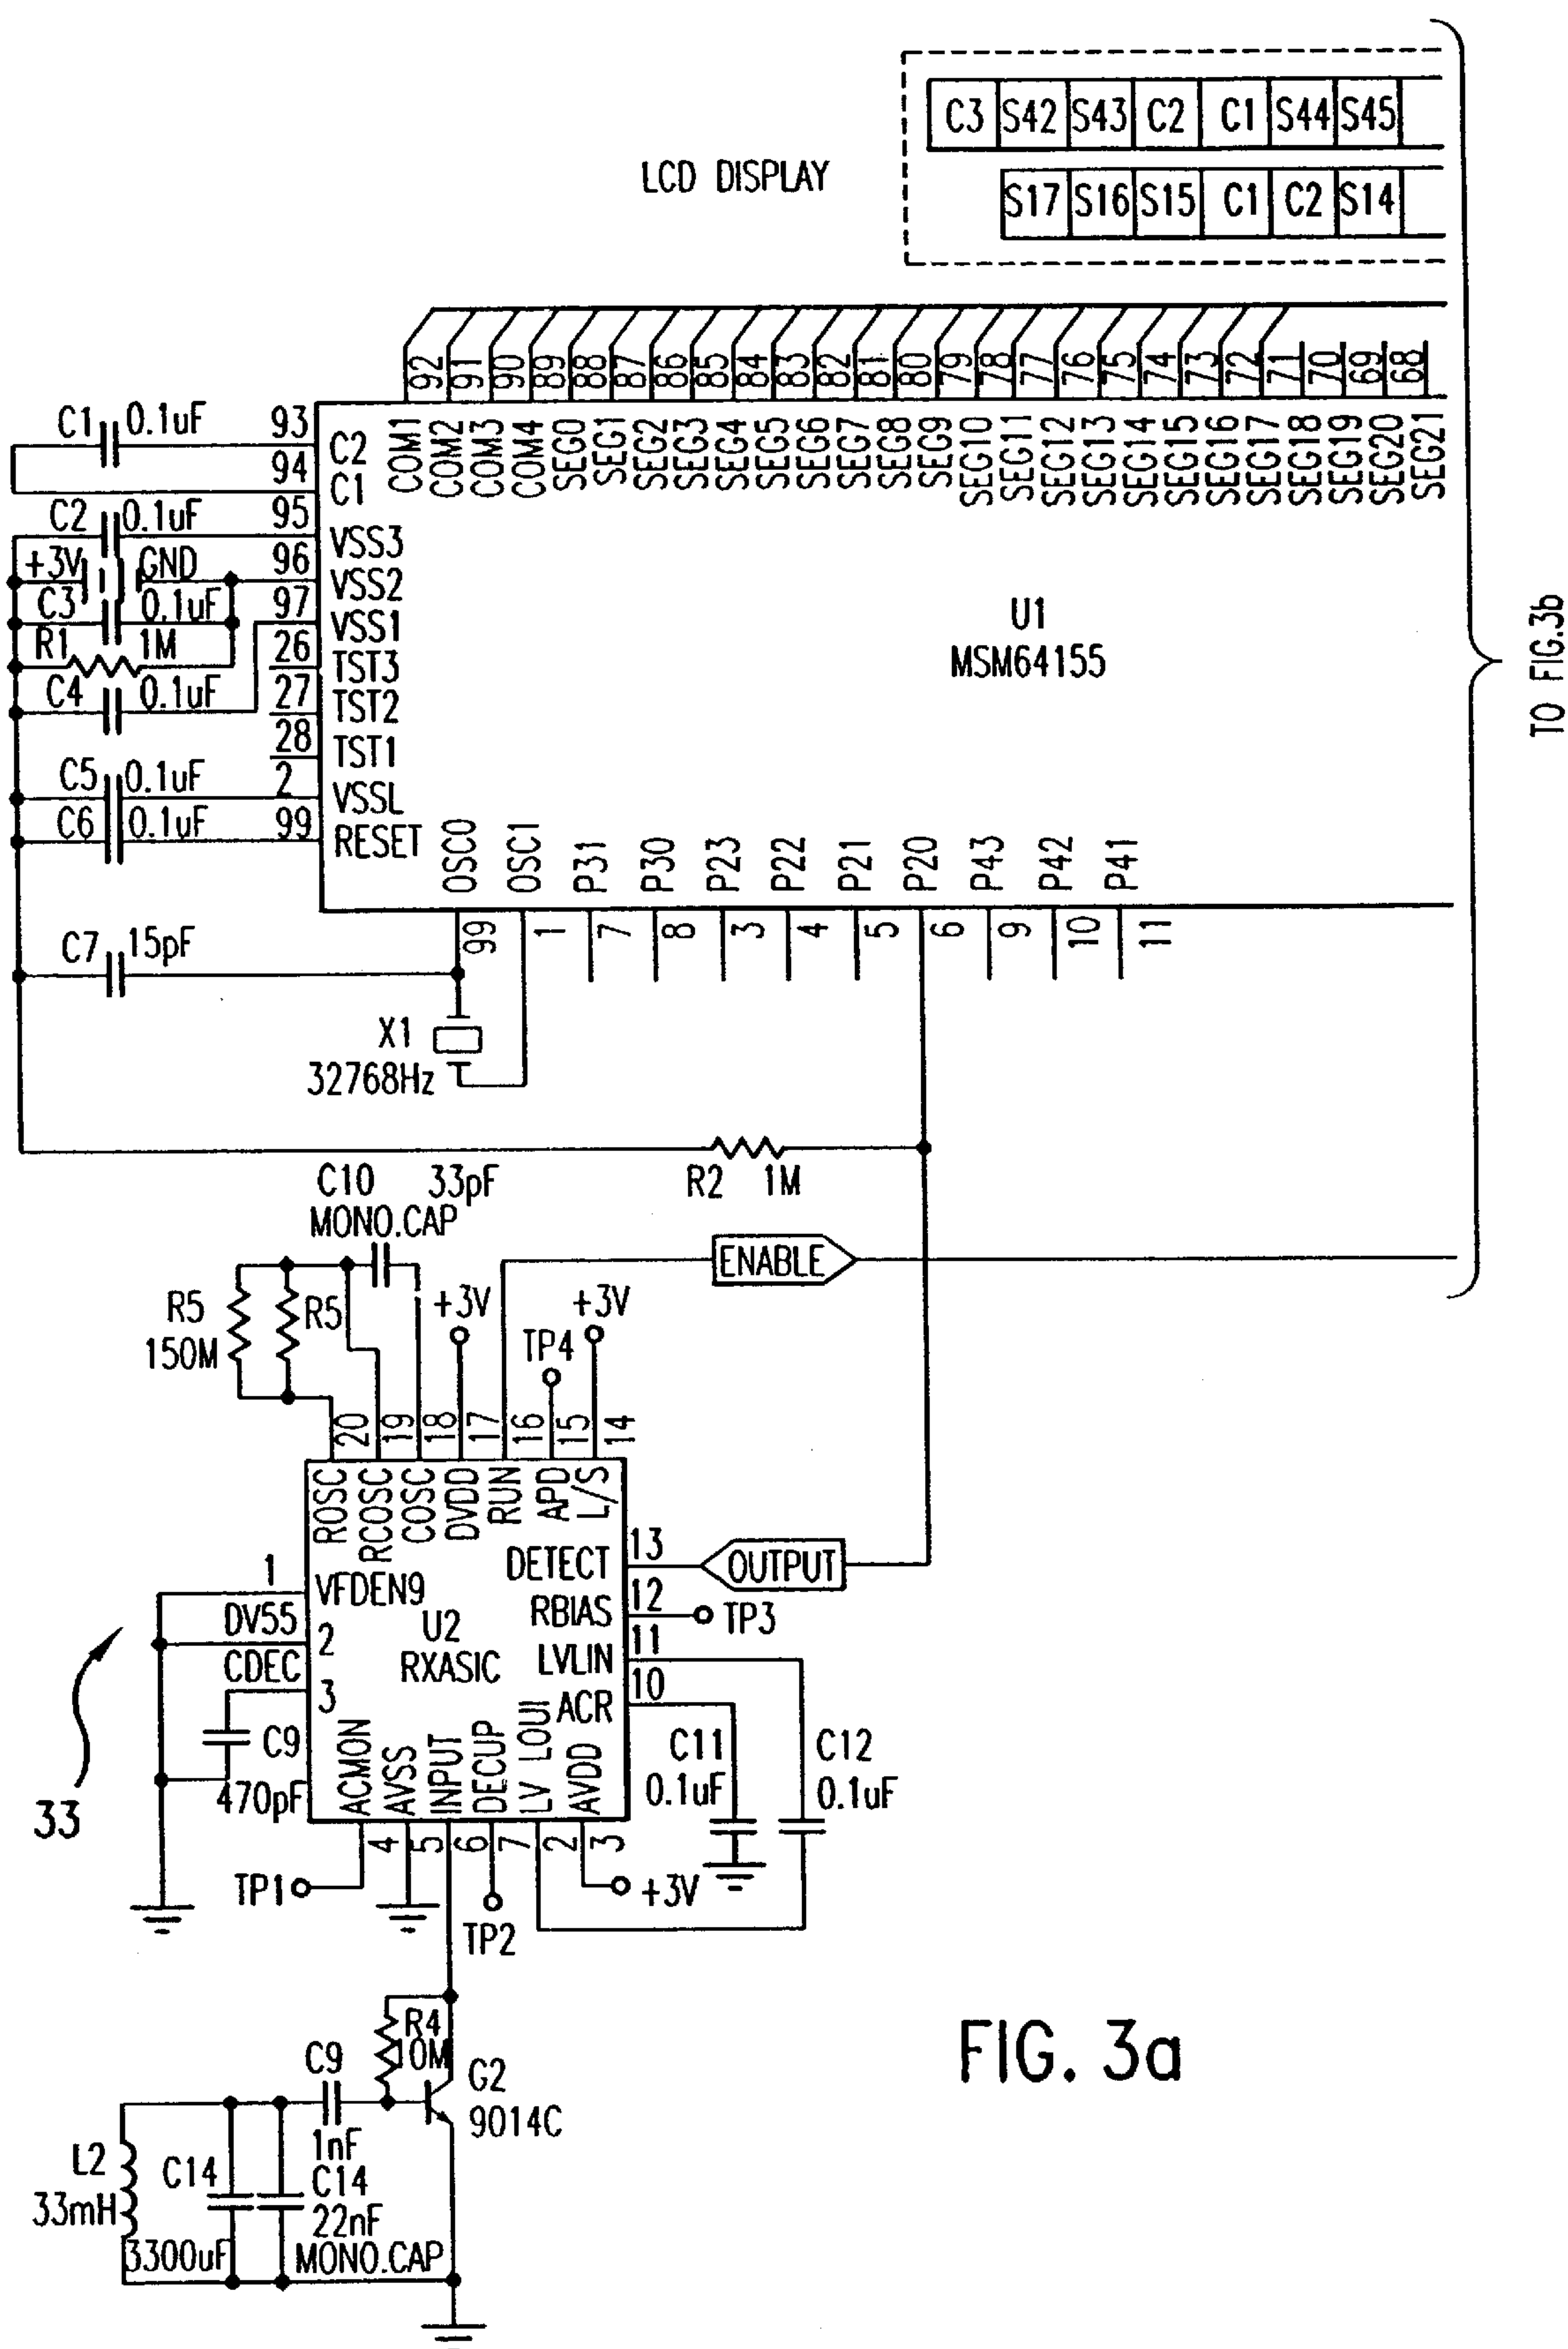 C3 S42 S43 C2 C1 S44 S45
LCD DISPLAY
S17 S16 S15 C1 C2 S14
92 91 90 89 88 87 86 85 84 83 82 81 80 79 78 77 76 75 74 73 72 71 70 69 68
COM1 COM2 COM3 COM4 SEG0 SEG1 SEG2 SEG3 SEG4 SEG5 SEG6 SEG7 SEG8 SEG9 SEG10 SEG11 SEG12 SEG13 SEG14 SEG15 SEG16 SEG17 SEG18 SEG19 SEG20 SEG21
C1 0.1uF 93 C2
94 C1
C2 0.1uF 95 VSS3
+3V GND 96 VSS2
C3 0.1uF 97 VSS1
R1 1M 26 TST3
C4 0.1uF 27 TST2
28 TST1
C5 0.1uF 2 VSSL
C6 0.1uF 99 RESET
U1
MSM64155
TO FIG.3b
OSC0 OSC1 P31 P30 P23 P22 P21 P20 P43 P42 P41
99 1 7 8 3 4 5 6 9 10 11
C7 15pF
X1
32768Hz
R2 1M
C10 33pF
MONO.CAP
ENABLE
R5 R5
150M
+3V +3V
TP4
20 19 18 17 16 15 14
ROSC RCOSC COSC DVDD RUN APD L/S
DETECT 13 OUTPUT
1 VFDEN9
RBIAS 12 TP3
DV55 2
U2
RXASIC
LVLIN 11
CDEC 3
ACR 10
C9
470pF
C11
0.1uF
C12
0.1uF
ACMON AVSS INPUT DECUP LV LOUI AVDD
4 5 6 7 2 3
33
TP1
+3V
TP2
R4
10M
C9
1nF
G2
9014C
L2
33mH
C14
3300uF
C14
22nF
MONO.CAP
FIG. 3a